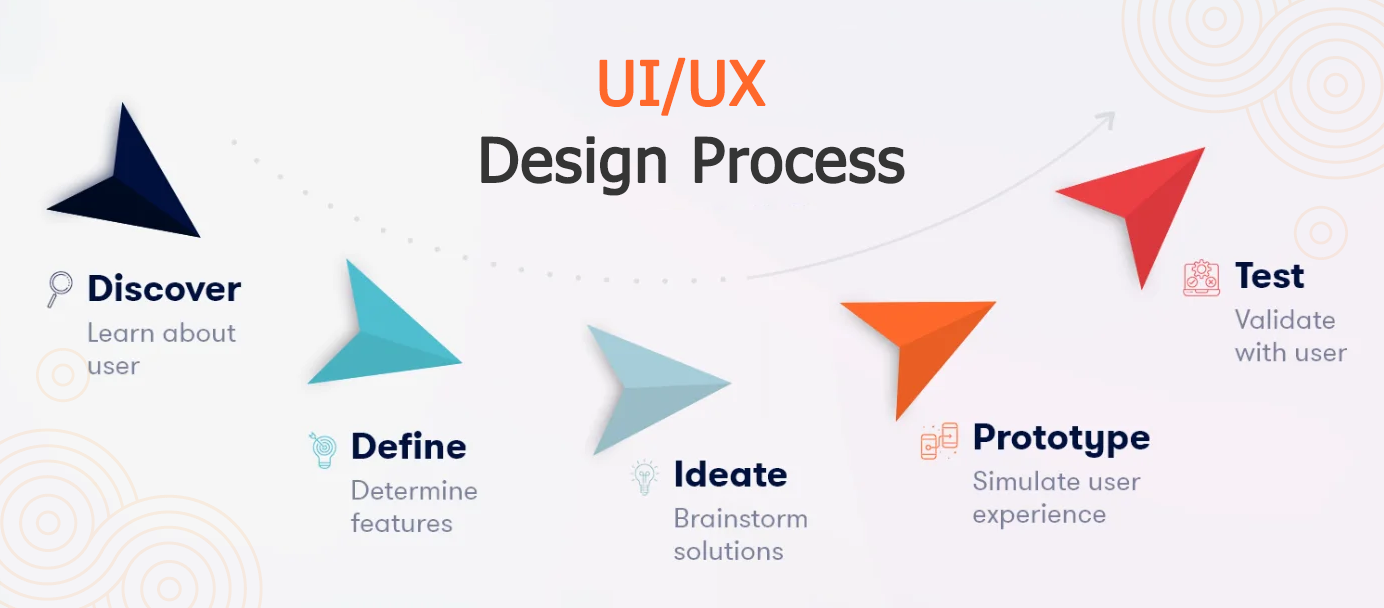 UI/UX
Design Process
Discover
Learn about
user
Define
Determine
features
Ideate
Brainstorm
solutions
Prototype
Simulate user
experience
Test
Validate
with user